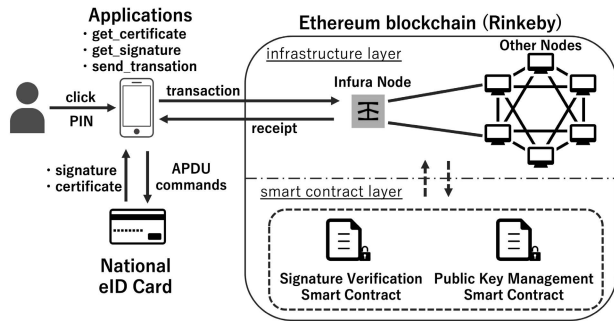 Applications
・get_certificate
・get_signature
・send_transation
Ethereum blockchain (Rinkeby)
infrastructure layer
Other Nodes
Infura Node
click
PIN
transaction
receipt
・signature
・certificate
APDU
commands
smart contract layer
National
eID Card
Signature Verification
Smart Contract
Public Key Management
Smart Contract